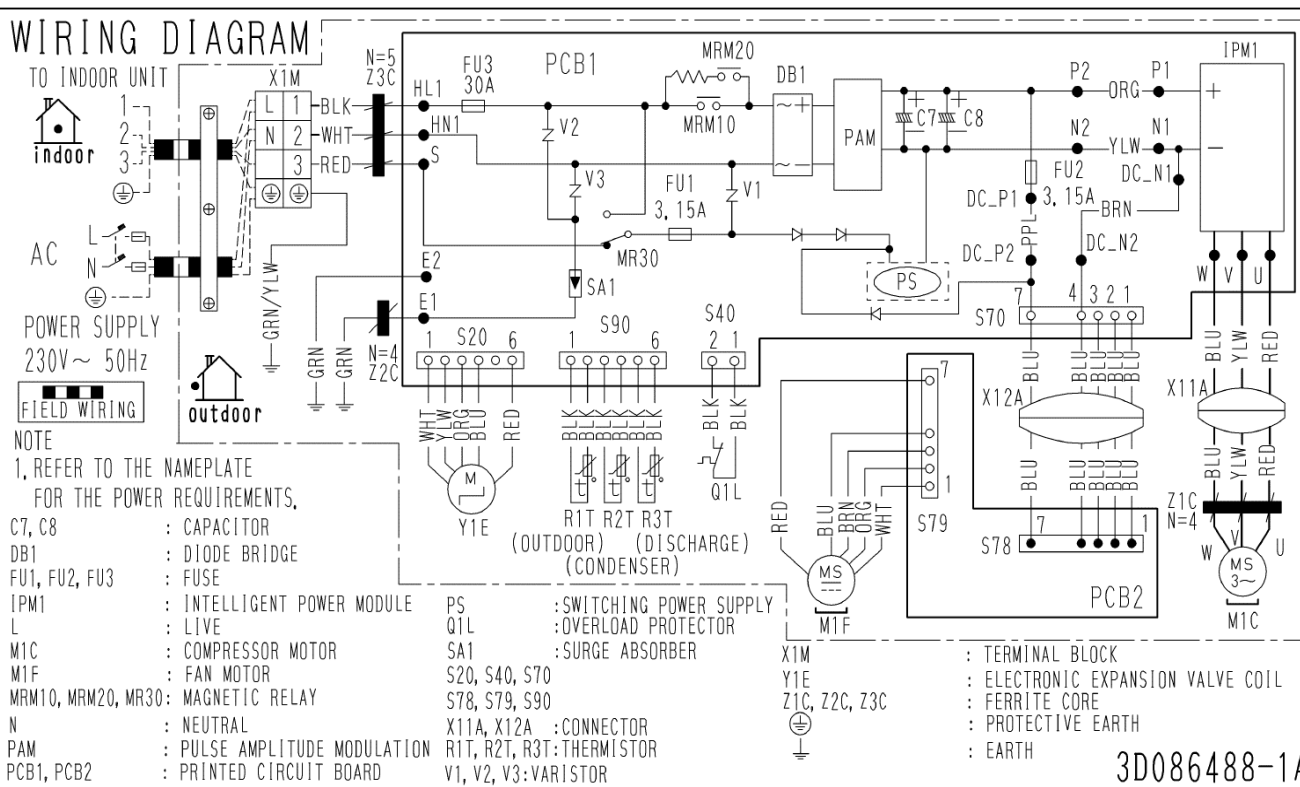 WIRING DIAGRAM
TO INDOOR UNIT
1
2
3
indoor
AC
L
N
POWER SUPPLY
230V~ 50Hz
FIELD WIRING
outdoor
X1M
L 1
N 2
3
BLK
WHT
RED
GRN/YLW
GRN
GRN
N=5
Z3C
N=4
Z2C
HL1
HN1
S
E2
E1
FU3
30A
PCB1
V2
V3
SA1
MR30
FU1
3.15A
V1
MRM20
MRM10
DB1
~ +
~ −
PAM
+ +
C7 C8
− −
PS
P2 ORG P1
N2 YLW N1
FU2
3.15A
DC_P1
DC_N1
PPL
BRN
DC_P2
DC_N2
IPM1
+
−
W V U
BLU YLW RED
X11A
BLU YLW RED
Z1C
N=4
W V U
MS
3~
M1C
S70
7 4 3 2 1
BLU BLU BLU BLU BLU
X12A
BLU BLU BLU BLU BLU
S78
7 1
PCB2
7
1
S79
RED BLU BRN ORG WHT
MS
M1F
1 S20 6
WHT YLW ORG BLU RED
M
Y1E
S90
1 6
BLK BLK BLK BLK BLK BLK
t° t° t°
R1T R2T R3T
(OUTDOOR) (DISCHARGE)
(CONDENSER)
S40
2 1
BLK BLK
Q1L
NOTE
1. REFER TO THE NAMEPLATE
FOR THE POWER REQUIREMENTS.
C7, C8 : CAPACITOR
DB1 : DIODE BRIDGE
FU1, FU2, FU3 : FUSE
IPM1 : INTELLIGENT POWER MODULE
L : LIVE
M1C : COMPRESSOR MOTOR
M1F : FAN MOTOR
MRM10, MRM20, MR30: MAGNETIC RELAY
N : NEUTRAL
PAM : PULSE AMPLITUDE MODULATION
PCB1, PCB2 : PRINTED CIRCUIT BOARD
PS :SWITCHING POWER SUPPLY
Q1L :OVERLOAD PROTECTOR
SA1 :SURGE ABSORBER
S20, S40, S70
S78, S79, S90
X11A, X12A :CONNECTOR
R1T, R2T, R3T:THERMISTOR
V1, V2, V3:VARISTOR
X1M : TERMINAL BLOCK
Y1E : ELECTRONIC EXPANSION VALVE COIL
Z1C, Z2C, Z3C : FERRITE CORE
: PROTECTIVE EARTH
: EARTH
3D086488-1A